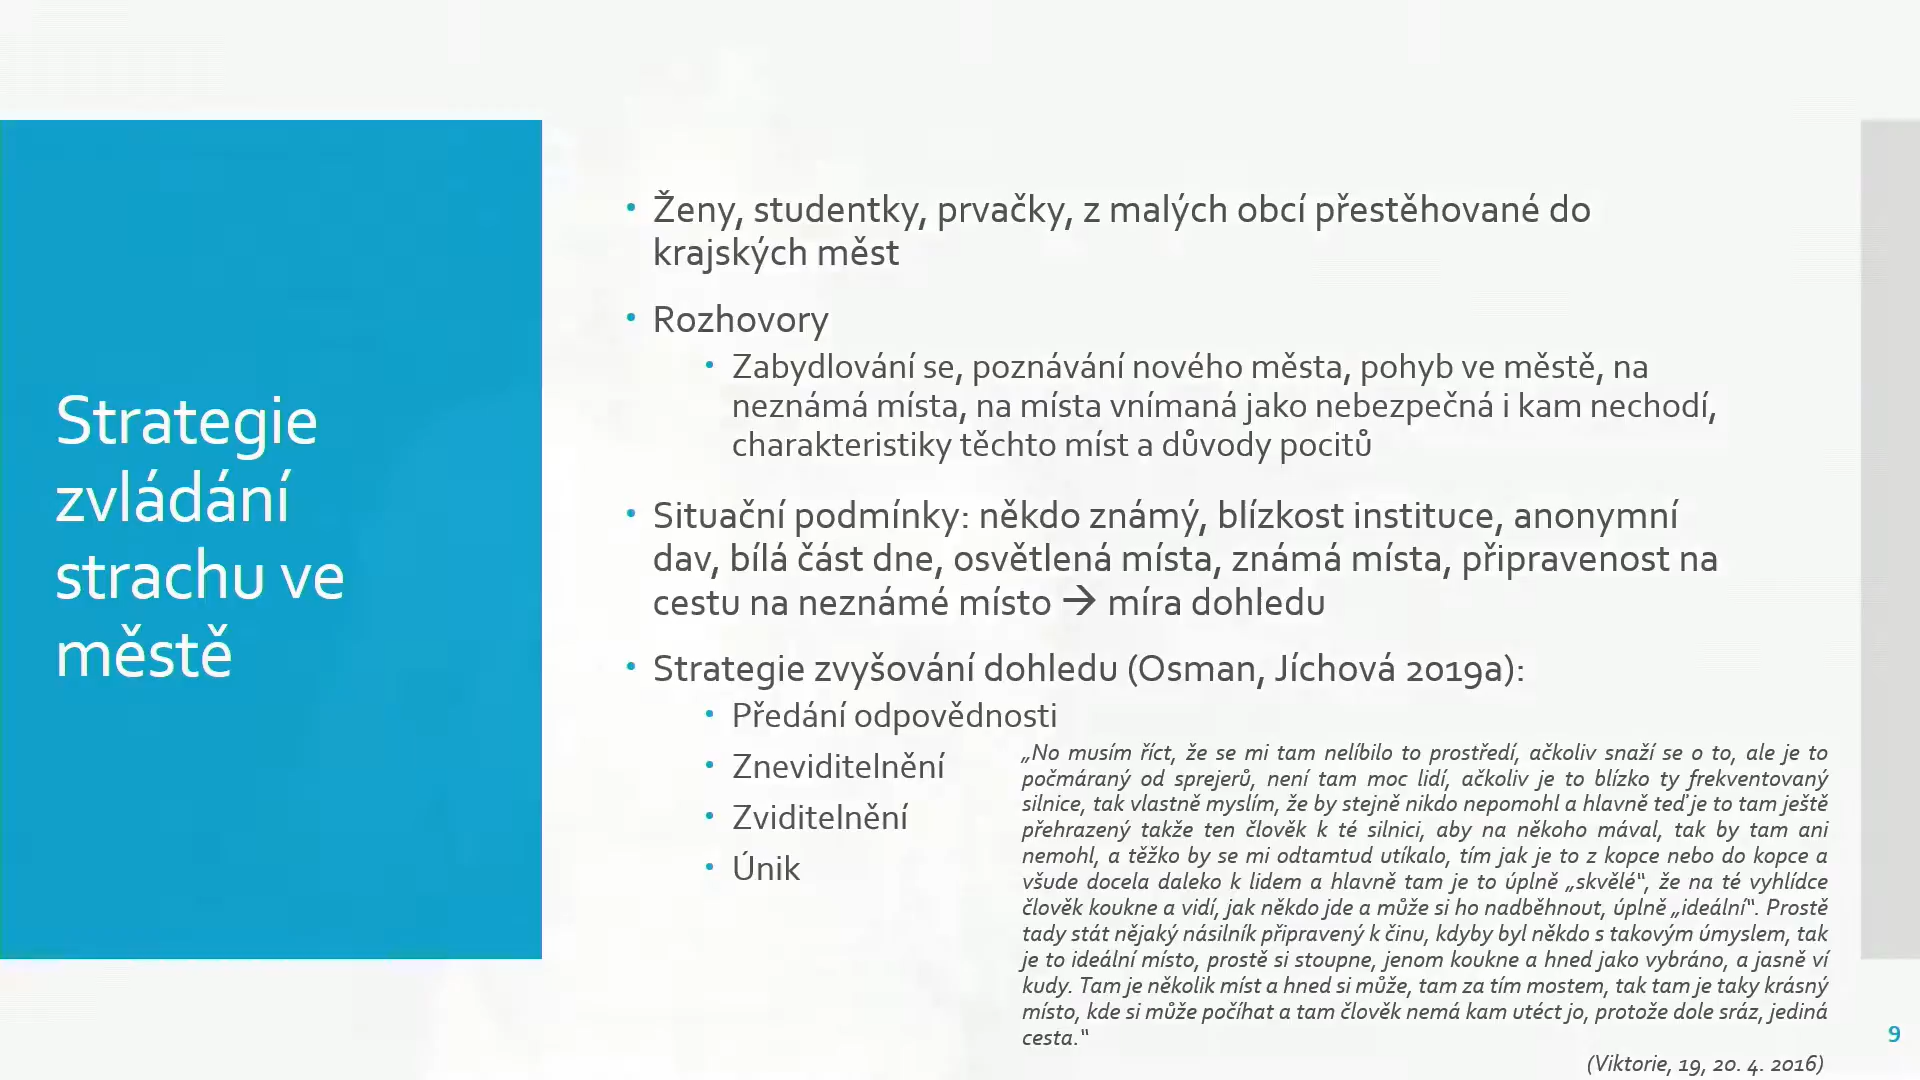 Strategie
zvládání
strachu ve
městě
• Ženy, studentky, prvačky, z malých obcí přestěhované do
krajských měst
• Rozhovory
• Zabydlování se, poznávání nového města, pohyb ve městě, na
neznámá místa, na místa vnímaná jako nebezpečná i kam nechodí,
charakteristiky těchto míst a důvody pocitů
• Situační podmínky: někdo známý, blízkost instituce, anonymní
dav, bílá část dne, osvětlená místa, známá místa, připravenost na
cestu na neznámé místo → míra dohledu
• Strategie zvyšování dohledu (Osman, Jíchová 2019a):
• Předání odpovědnosti
• Zneviditelnění
• Zviditelnění
• Únik
„No musím říct, že se mi tam nelíbilo to prostředí, ačkoliv snaží se o to, ale je to
počmáraný od sprejerů, není tam moc lidí, ačkoliv je to blízko ty frekventovaný
silnice, tak vlastně myslím, že by stejně nikdo nepomohl a hlavně teď je to tam ještě
přehrazený takže ten člověk k té silnici, aby na někoho mával, tak by tam ani
nemohl, a těžko by se mi odtamtud utíkalo, tím jak je to z kopce nebo do kopce a
všude docela daleko k lidem a hlavně tam je to úplně „skvělé“, že na té vyhlídce
člověk koukne a vidí, jak někdo jde a může si ho nadběhnout, úplně „ideální“. Prostě
tady stát nějaký násilník připravený k činu, kdyby byl někdo s takovým úmyslem, tak
je to ideální místo, prostě si stoupne, jenom koukne a hned jako vybráno, a jasně ví
kudy. Tam je několik míst a hned si může, tam za tím mostem, tak tam je taky krásný
místo, kde si může počíhat a tam člověk nemá kam utéct jo, protože dole sráz, jediná
cesta.“
(Viktorie, 19, 20. 4. 2016)
9